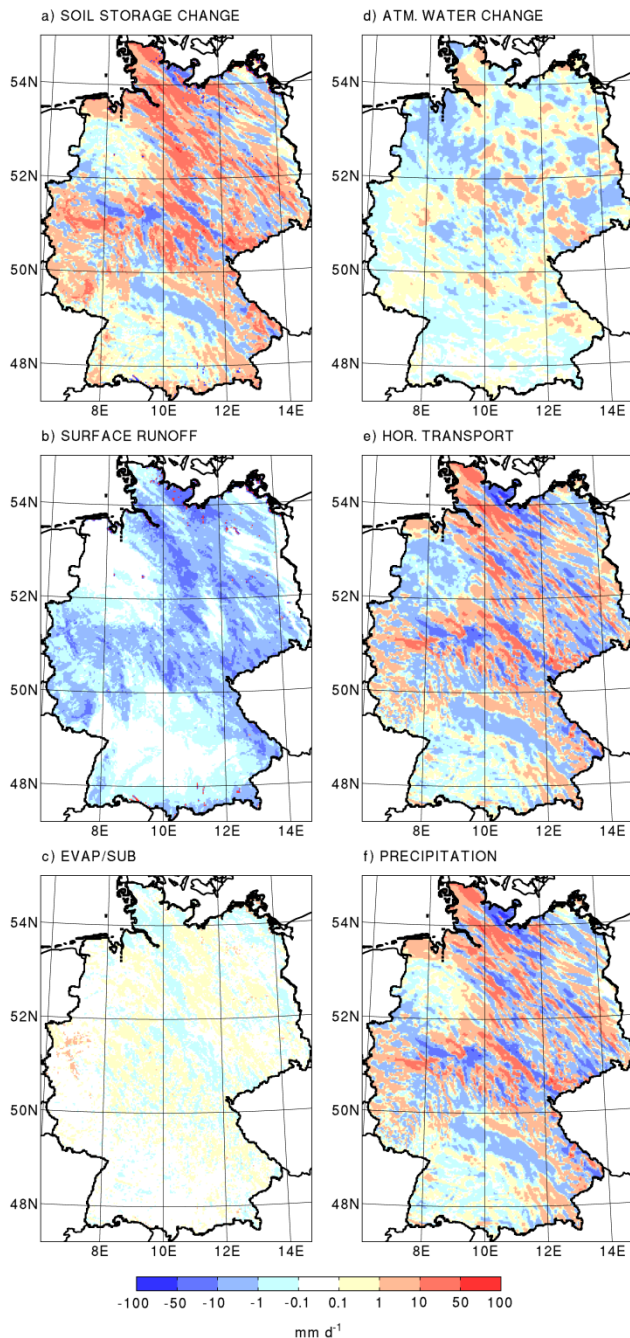 a) SOIL STORAGE CHANGE
54N
52N
50N
48N
8E 10E 12E 14E
d) ATM. WATER CHANGE
54N
52N
50N
48N
8E 10E 12E 14E
b) SURFACE RUNOFF
54N
52N
50N
48N
8E 10E 12E 14E
e) HOR. TRANSPORT
54N
52N
50N
48N
8E 10E 12E 14E
c) EVAP/SUB
54N
52N
50N
48N
8E 10E 12E 14E
f) PRECIPITATION
54N
52N
50N
48N
8E 10E 12E 14E
-100 -50 -10 -1 -0.1 0.1 1 10 50 100
mm d⁻¹